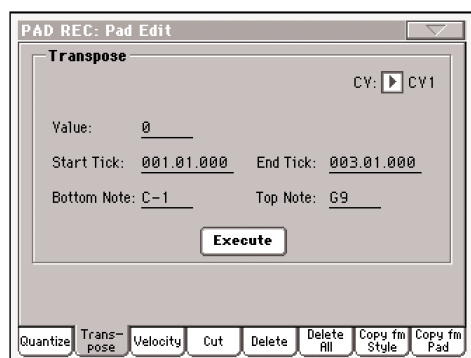 PAD REC: Pad Edit
Transpose
CV: CV1
Value: 0
Start Tick: 001.01.000 End Tick: 003.01.000
Bottom Note: C-1 Top Note: G9
Execute
Quantize Trans-pose Velocity Cut Delete Delete All Copy fm Style Copy fm Pad